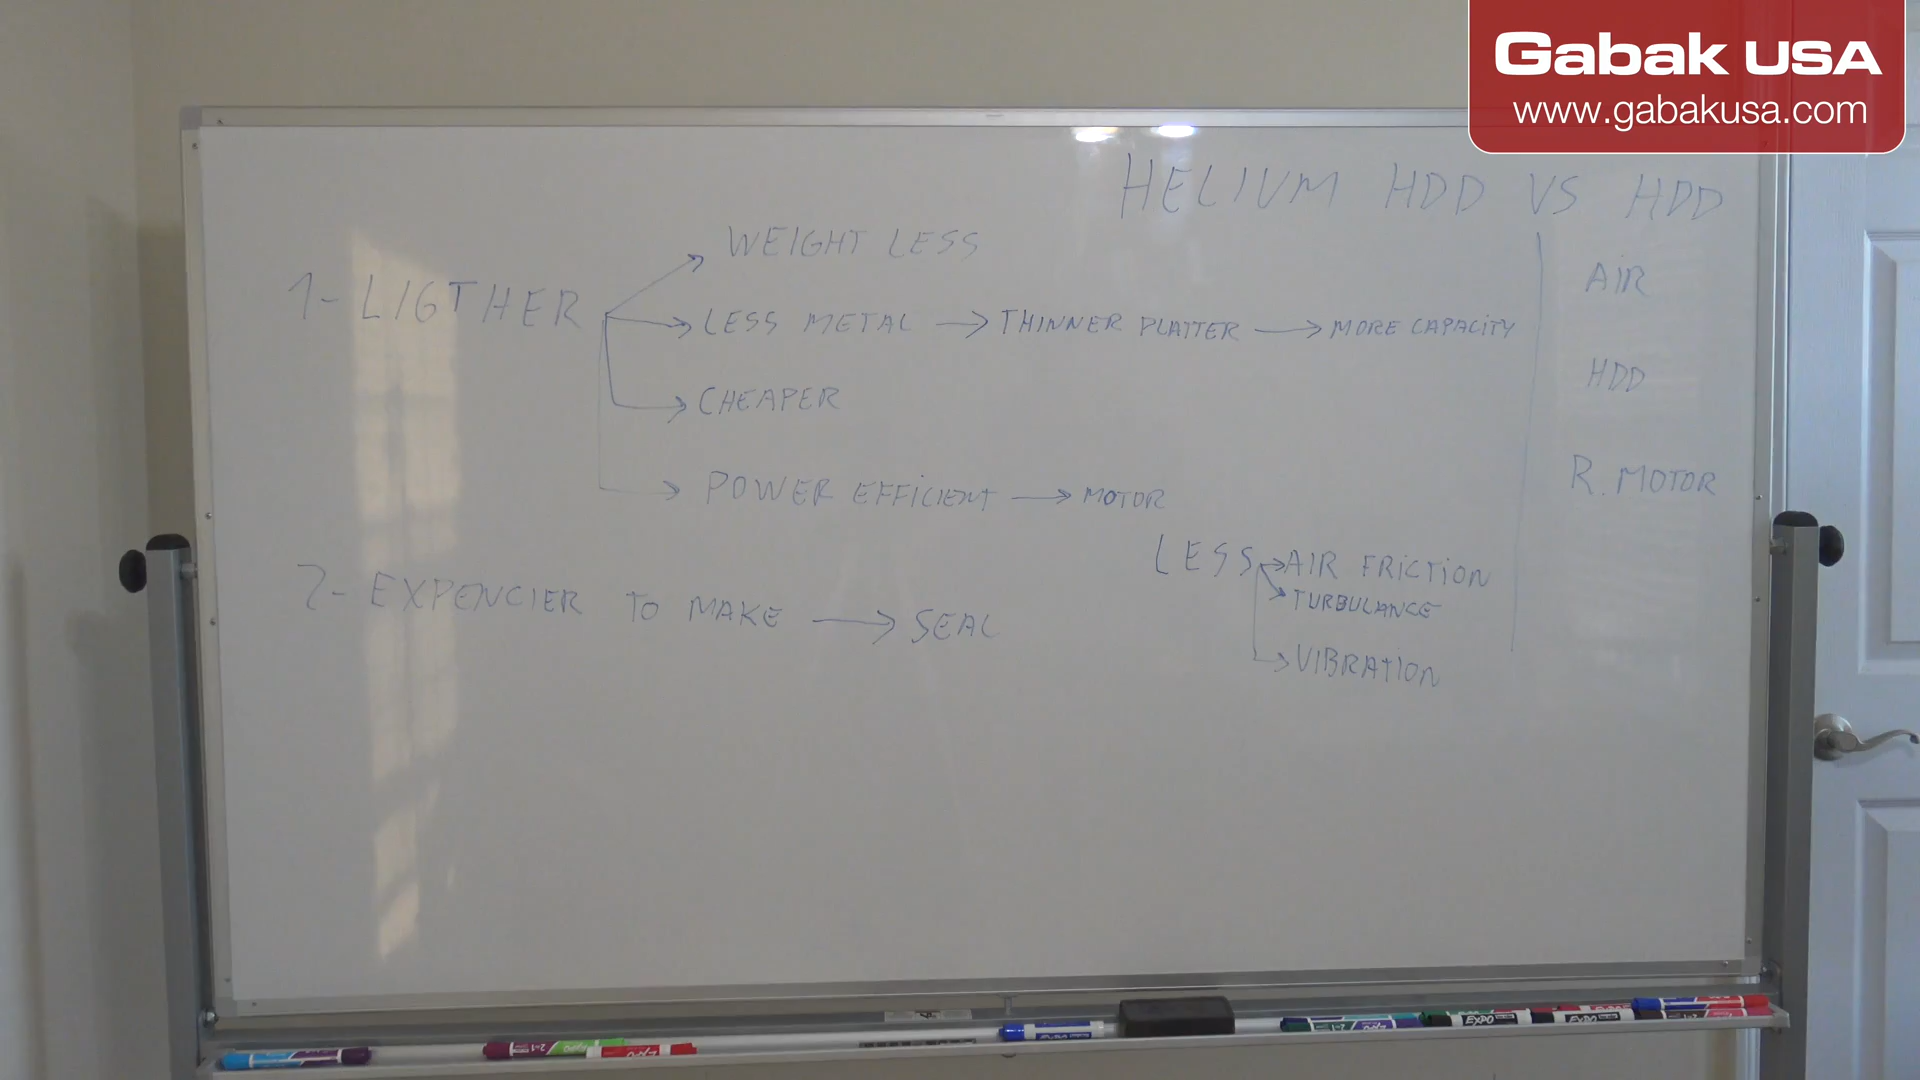 Gabak USA
www.gabakusa.com
HELIUM HDD VS HDD
WEIGHT LESS
AIR
1- LIGTHER
LESS METAL → THINNER PLATTER → MORE CAPACITY
HDD
CHEAPER
POWER EFFICIENT → MOTOR
R. MOTOR
LESS → AIR FRICTION
TURBULANCE
2- EXPENCIER TO MAKE → SEAL
VIBRATION
EXPO
EXPO
EXPO
EXPO